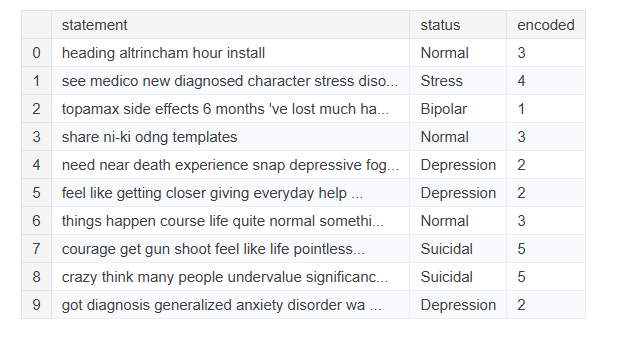 statement status encoded
0 heading altrincham hour install Normal 3
1 see medico new diagnosed character stress diso... Stress 4
2 topamax side effects 6 months 've lost much ha... Bipolar 1
3 share ni-ki odng templates Normal 3
4 need near death experience snap depressive fog... Depression 2
5 feel like getting closer giving everyday help ... Depression 2
6 things happen course life quite normal somethi... Normal 3
7 courage get gun shoot feel like life pointless... Suicidal 5
8 crazy think many people undervalue significanc... Suicidal 5
9 got diagnosis generalized anxiety disorder wa ... Depression 2